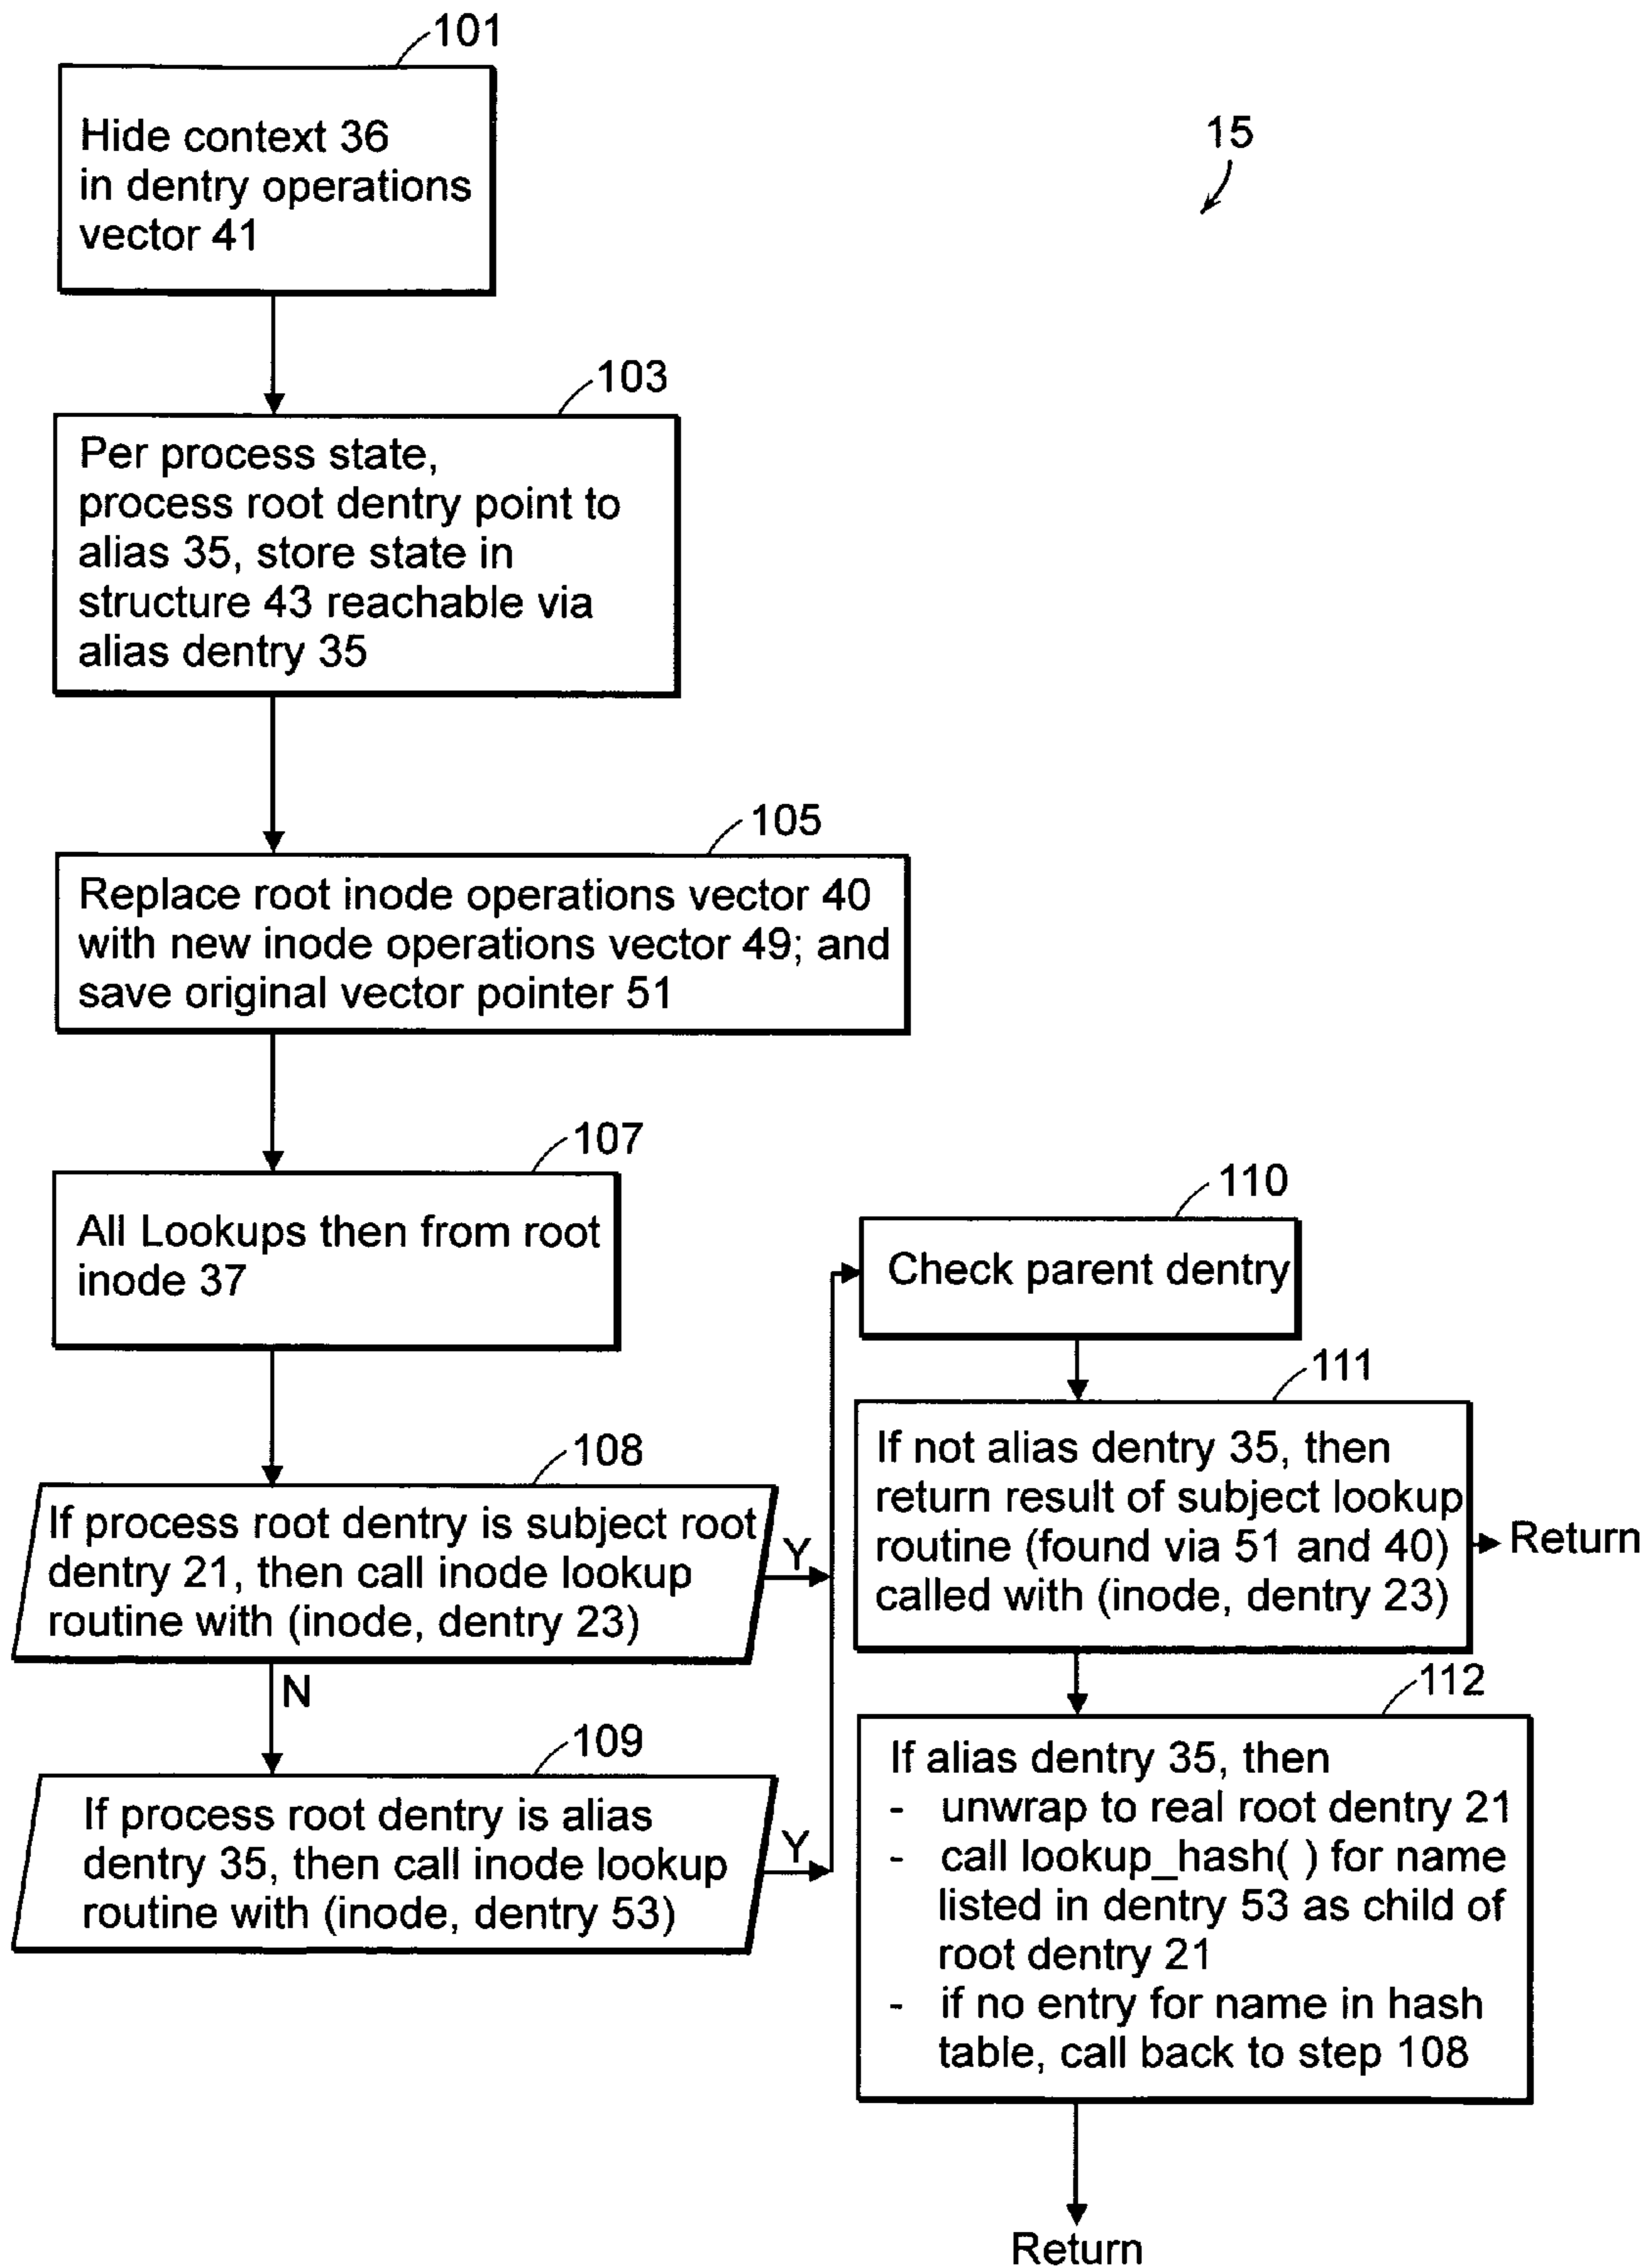 101
Hide context 36
in dentry operations
vector 41
15
103
Per process state,
process root dentry point to
alias 35, store state in
structure 43 reachable via
alias dentry 35
105
Replace root inode operations vector 40
with new inode operations vector 49; and
save original vector pointer 51
107
All Lookups then from root
inode 37
108
If process root dentry is subject root
dentry 21, then call inode lookup
routine with (inode, dentry 23)
Y
N
109
If process root dentry is alias
dentry 35, then call inode lookup
routine with (inode, dentry 53)
Y
110
Check parent dentry
111
If not alias dentry 35, then
return result of subject lookup
routine (found via 51 and 40)
called with (inode, dentry 23)
Return
112
If alias dentry 35, then
- unwrap to real root dentry 21
- call lookup_hash( ) for name
listed in dentry 53 as child of
root dentry 21
- if no entry for name in hash
table, call back to step 108
Return